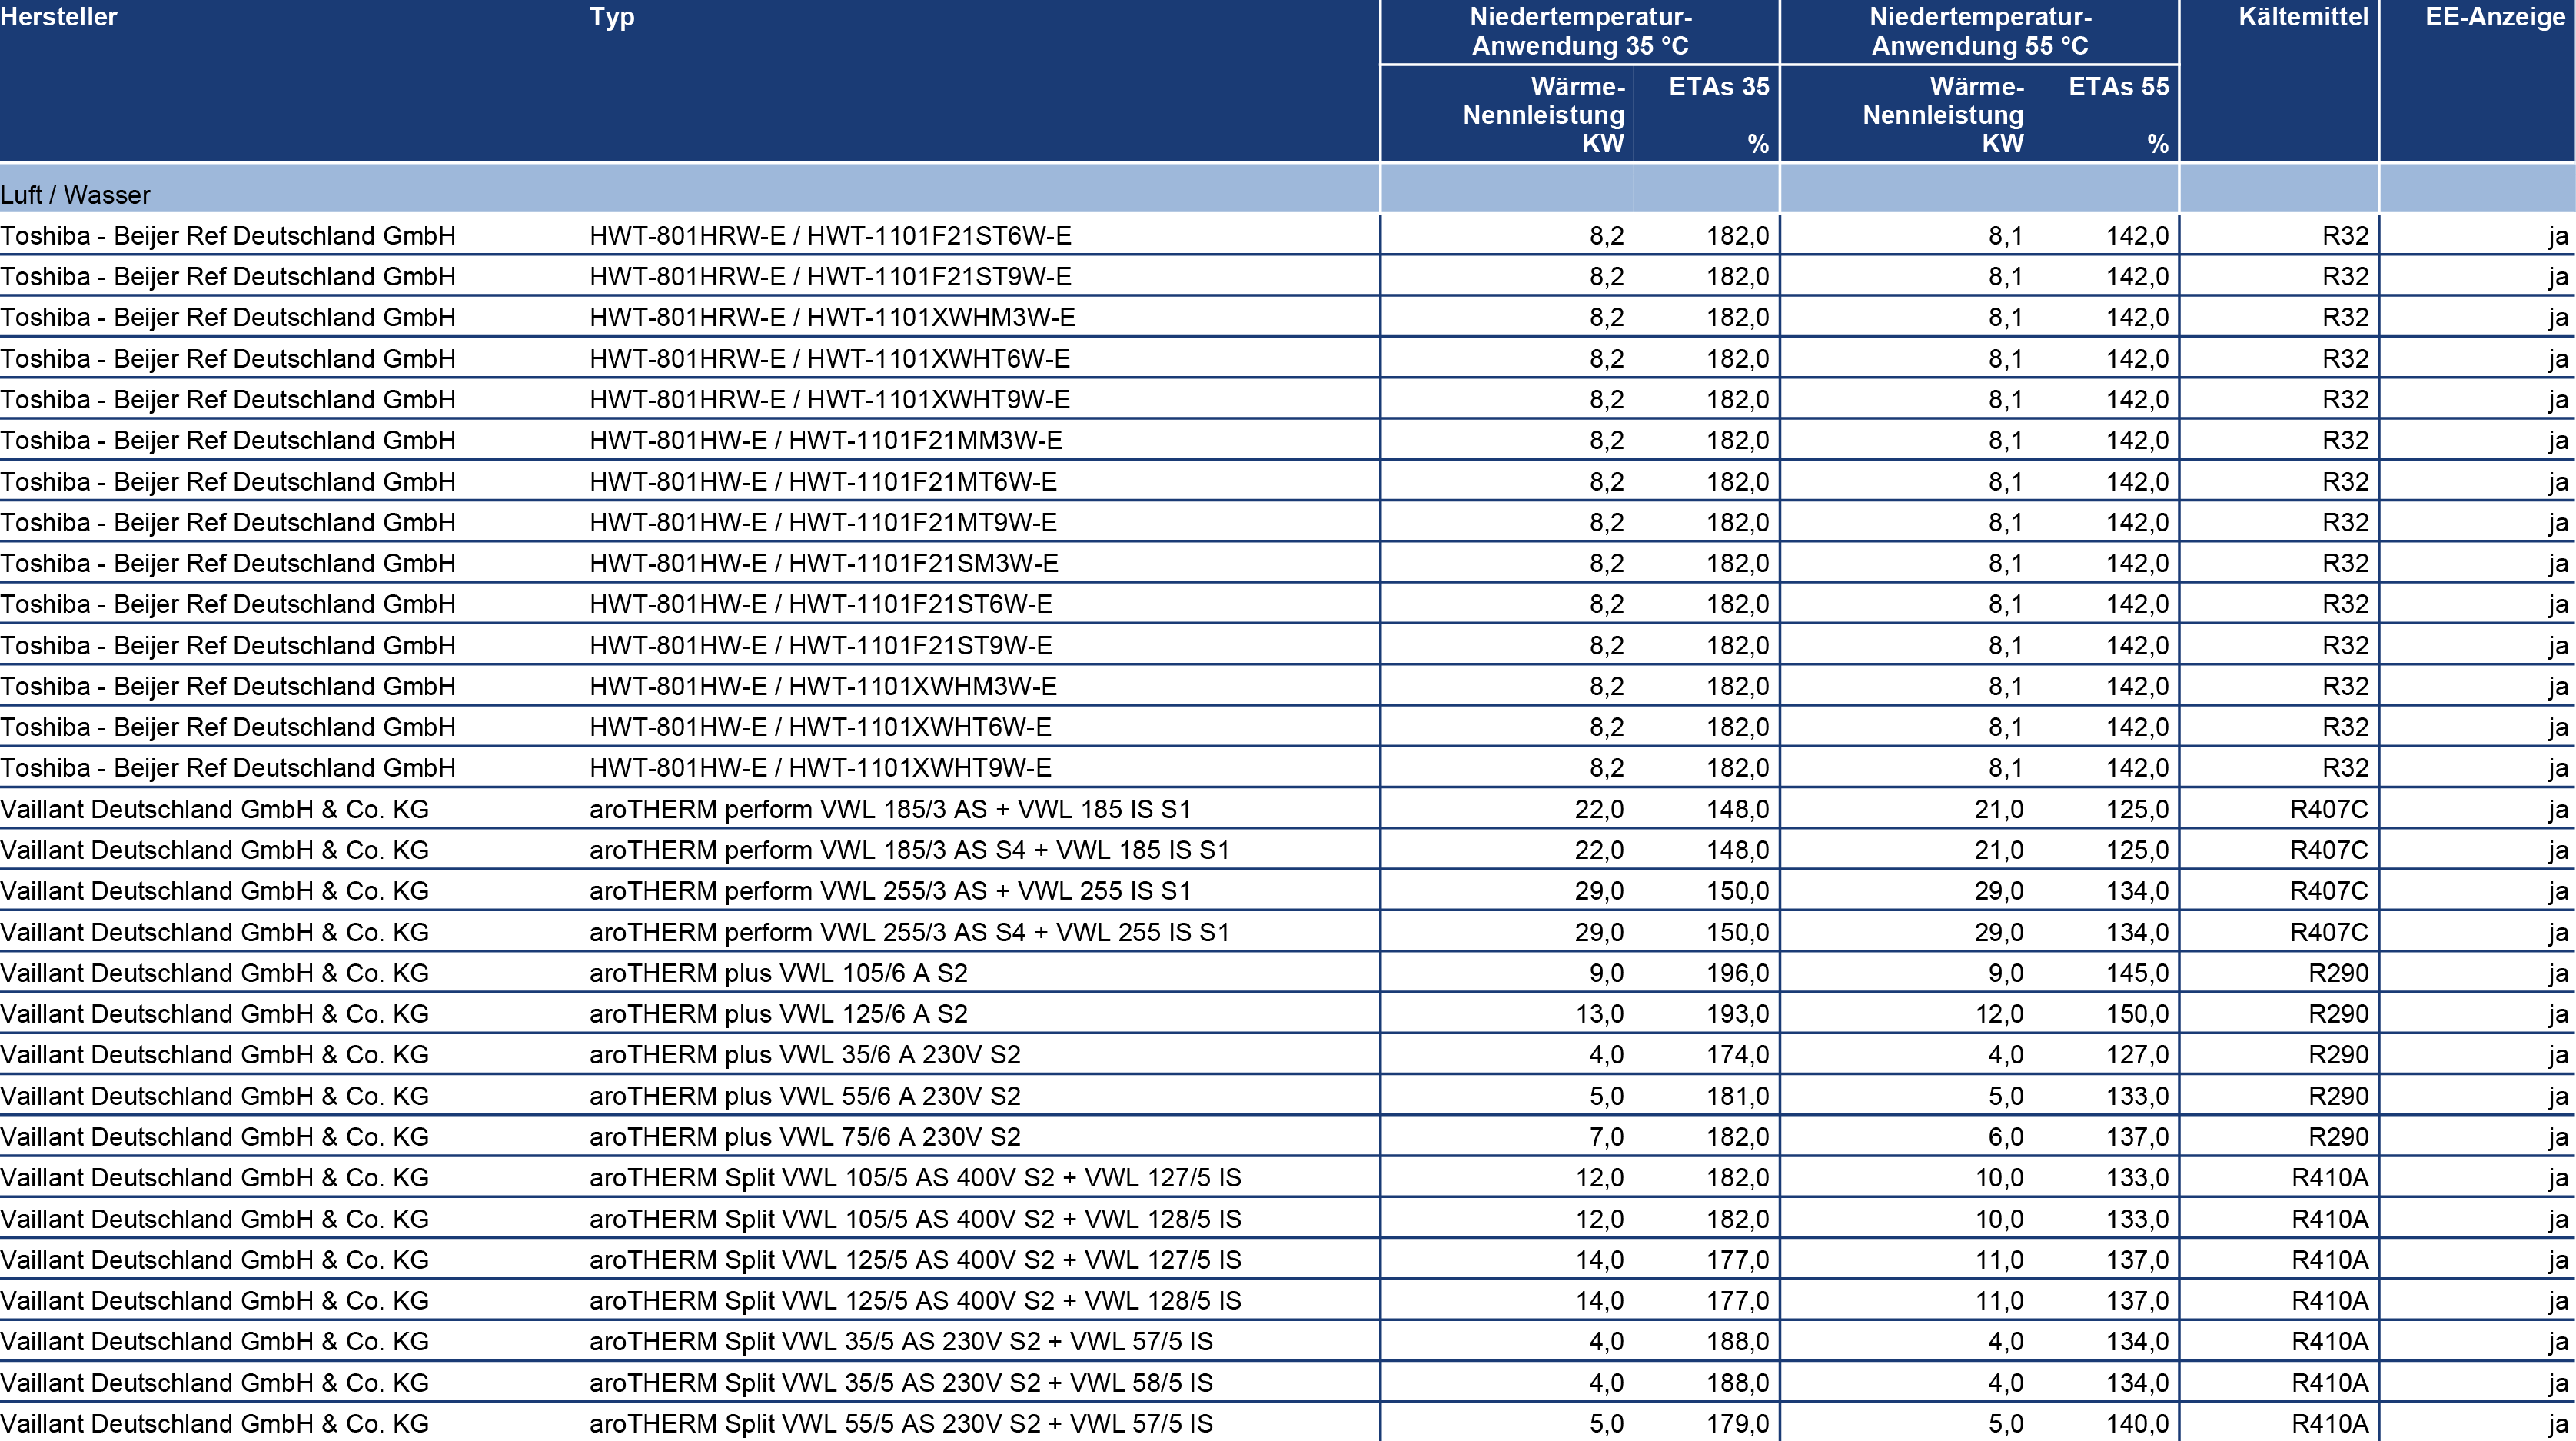 Hersteller Typ Niedertemperatur- Niedertemperatur- Kältemittel EE-Anzeige
Anwendung 35 °C Anwendung 55 °C
Wärme- ETAs 35 Wärme- ETAs 55
Nennleistung Nennleistung
KW % KW %
Luft / Wasser
Toshiba - Beijer Ref Deutschland GmbH HWT-801HRW-E / HWT-1101F21ST6W-E 8,2 182,0 8,1 142,0 R32 ja
Toshiba - Beijer Ref Deutschland GmbH HWT-801HRW-E / HWT-1101F21ST9W-E 8,2 182,0 8,1 142,0 R32 ja
Toshiba - Beijer Ref Deutschland GmbH HWT-801HRW-E / HWT-1101XWHM3W-E 8,2 182,0 8,1 142,0 R32 ja
Toshiba - Beijer Ref Deutschland GmbH HWT-801HRW-E / HWT-1101XWHT6W-E 8,2 182,0 8,1 142,0 R32 ja
Toshiba - Beijer Ref Deutschland GmbH HWT-801HRW-E / HWT-1101XWHT9W-E 8,2 182,0 8,1 142,0 R32 ja
Toshiba - Beijer Ref Deutschland GmbH HWT-801HW-E / HWT-1101F21MM3W-E 8,2 182,0 8,1 142,0 R32 ja
Toshiba - Beijer Ref Deutschland GmbH HWT-801HW-E / HWT-1101F21MT6W-E 8,2 182,0 8,1 142,0 R32 ja
Toshiba - Beijer Ref Deutschland GmbH HWT-801HW-E / HWT-1101F21MT9W-E 8,2 182,0 8,1 142,0 R32 ja
Toshiba - Beijer Ref Deutschland GmbH HWT-801HW-E / HWT-1101F21SM3W-E 8,2 182,0 8,1 142,0 R32 ja
Toshiba - Beijer Ref Deutschland GmbH HWT-801HW-E / HWT-1101F21ST6W-E 8,2 182,0 8,1 142,0 R32 ja
Toshiba - Beijer Ref Deutschland GmbH HWT-801HW-E / HWT-1101F21ST9W-E 8,2 182,0 8,1 142,0 R32 ja
Toshiba - Beijer Ref Deutschland GmbH HWT-801HW-E / HWT-1101XWHM3W-E 8,2 182,0 8,1 142,0 R32 ja
Toshiba - Beijer Ref Deutschland GmbH HWT-801HW-E / HWT-1101XWHT6W-E 8,2 182,0 8,1 142,0 R32 ja
Toshiba - Beijer Ref Deutschland GmbH HWT-801HW-E / HWT-1101XWHT9W-E 8,2 182,0 8,1 142,0 R32 ja
Vaillant Deutschland GmbH & Co. KG aroTHERM perform VWL 185/3 AS + VWL 185 IS S1 22,0 148,0 21,0 125,0 R407C ja
Vaillant Deutschland GmbH & Co. KG aroTHERM perform VWL 185/3 AS S4 + VWL 185 IS S1 22,0 148,0 21,0 125,0 R407C ja
Vaillant Deutschland GmbH & Co. KG aroTHERM perform VWL 255/3 AS + VWL 255 IS S1 29,0 150,0 29,0 134,0 R407C ja
Vaillant Deutschland GmbH & Co. KG aroTHERM perform VWL 255/3 AS S4 + VWL 255 IS S1 29,0 150,0 29,0 134,0 R407C ja
Vaillant Deutschland GmbH & Co. KG aroTHERM plus VWL 105/6 A S2 9,0 196,0 9,0 145,0 R290 ja
Vaillant Deutschland GmbH & Co. KG aroTHERM plus VWL 125/6 A S2 13,0 193,0 12,0 150,0 R290 ja
Vaillant Deutschland GmbH & Co. KG aroTHERM plus VWL 35/6 A 230V S2 4,0 174,0 4,0 127,0 R290 ja
Vaillant Deutschland GmbH & Co. KG aroTHERM plus VWL 55/6 A 230V S2 5,0 181,0 5,0 133,0 R290 ja
Vaillant Deutschland GmbH & Co. KG aroTHERM plus VWL 75/6 A 230V S2 7,0 182,0 6,0 137,0 R290 ja
Vaillant Deutschland GmbH & Co. KG aroTHERM Split VWL 105/5 AS 400V S2 + VWL 127/5 IS 12,0 182,0 10,0 133,0 R410A ja
Vaillant Deutschland GmbH & Co. KG aroTHERM Split VWL 105/5 AS 400V S2 + VWL 128/5 IS 12,0 182,0 10,0 133,0 R410A ja
Vaillant Deutschland GmbH & Co. KG aroTHERM Split VWL 125/5 AS 400V S2 + VWL 127/5 IS 14,0 177,0 11,0 137,0 R410A ja
Vaillant Deutschland GmbH & Co. KG aroTHERM Split VWL 125/5 AS 400V S2 + VWL 128/5 IS 14,0 177,0 11,0 137,0 R410A ja
Vaillant Deutschland GmbH & Co. KG aroTHERM Split VWL 35/5 AS 230V S2 + VWL 57/5 IS 4,0 188,0 4,0 134,0 R410A ja
Vaillant Deutschland GmbH & Co. KG aroTHERM Split VWL 35/5 AS 230V S2 + VWL 58/5 IS 4,0 188,0 4,0 134,0 R410A ja
Vaillant Deutschland GmbH & Co. KG aroTHERM Split VWL 55/5 AS 230V S2 + VWL 57/5 IS 5,0 179,0 5,0 140,0 R410A ja